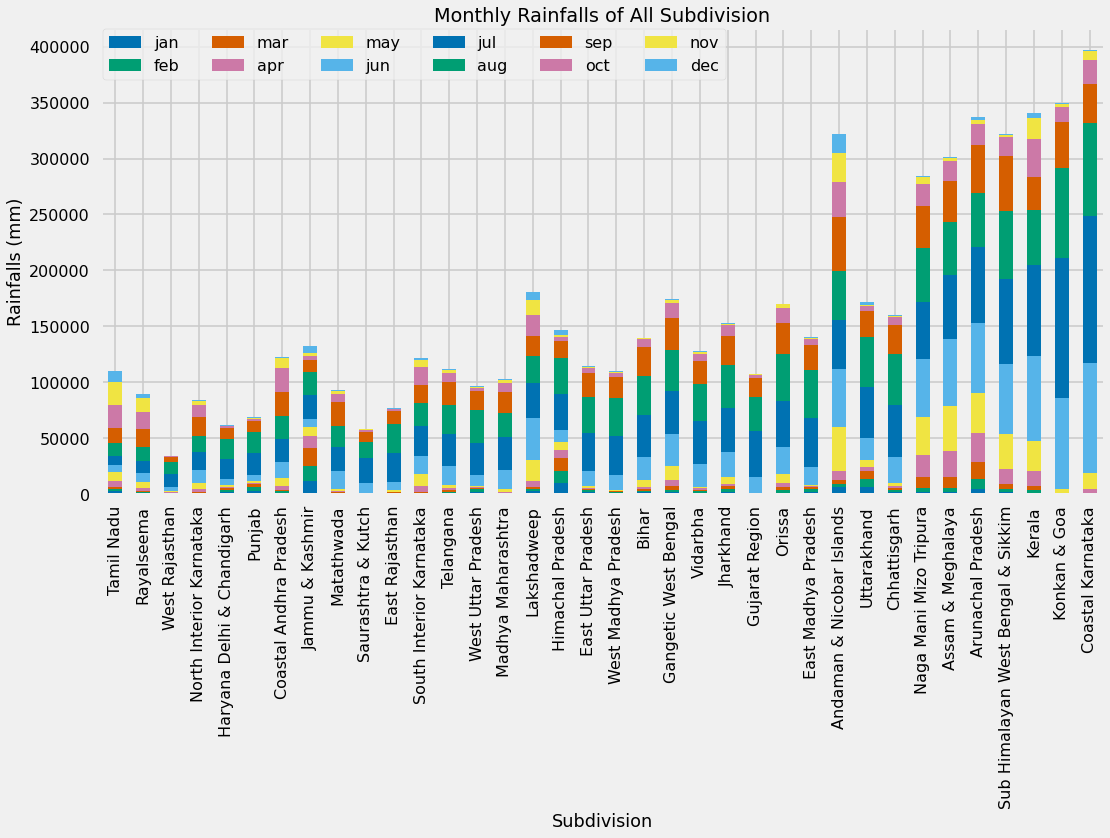 Monthly Rainfalls of All Subdivision
jan mar may jul sep nov
feb apr jun aug oct dec
Rainfalls (mm)
400000
350000
300000
250000
200000
150000
100000
50000
0
Tamil Nadu
Rayalseema
West Rajasthan
North Interior Karnataka
Haryana Delhi & Chandigarh
Punjab
Coastal Andhra Pradesh
Jammu & Kashmir
Matathwada
Saurashtra & Kutch
East Rajasthan
South Interior Karnataka
Telangana
West Uttar Pradesh
Madhya Maharashtra
Lakshadweep
Himachal Pradesh
East Uttar Pradesh
West Madhya Pradesh
Bihar
Gangetic West Bengal
Vidarbha
Jharkhand
Gujarat Region
Orissa
East Madhya Pradesh
Andaman & Nicobar Islands
Uttarakhand
Chhattisgarh
Naga Mani Mizo Tripura
Assam & Meghalaya
Arunachal Pradesh
Sub Himalayan West Bengal & Sikkim
Kerala
Konkan & Goa
Coastal Karnataka
Subdivision